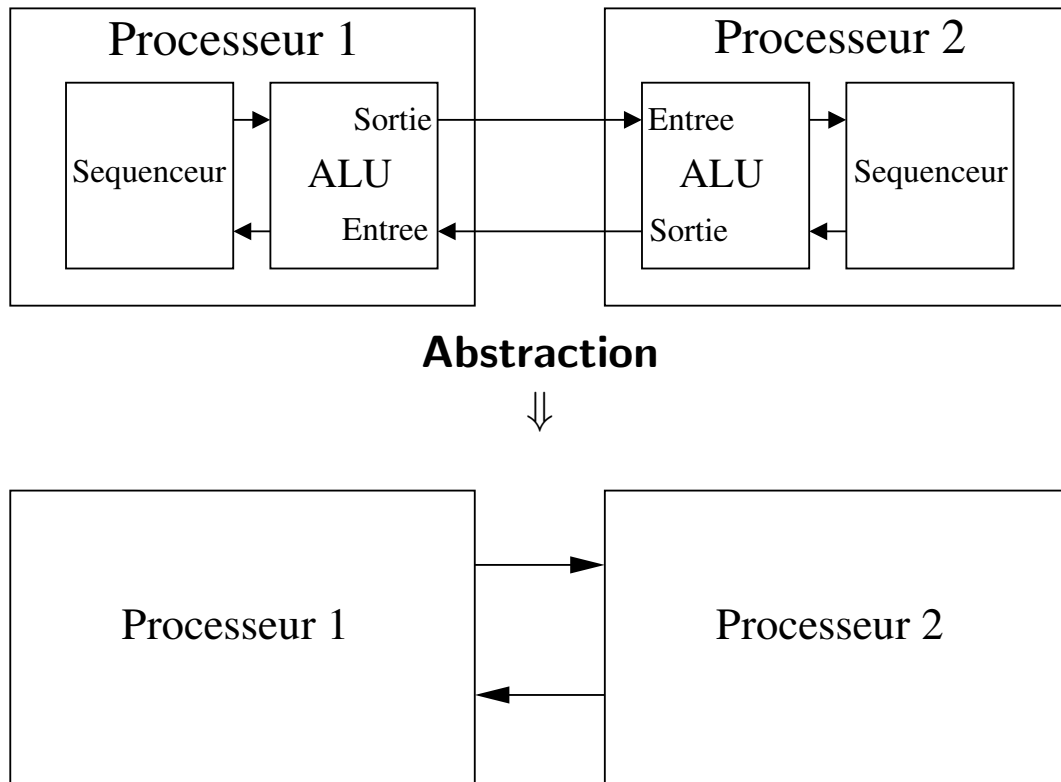 Processeur 1
Sequenceur
Sortie
ALU
Entree
Processeur 2
Entree
ALU
Sortie
Sequenceur
Abstraction
⇓
Processeur 1
Processeur 2